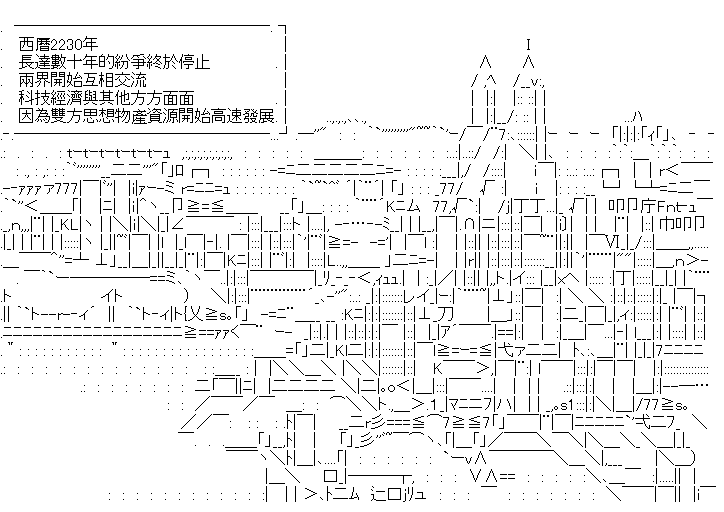 西曆2230年
長達數十年的紛爭終於停止
兩界開始互相交流
科技經濟與其他方方面面
因為雙方思想物產資源開始高速發展